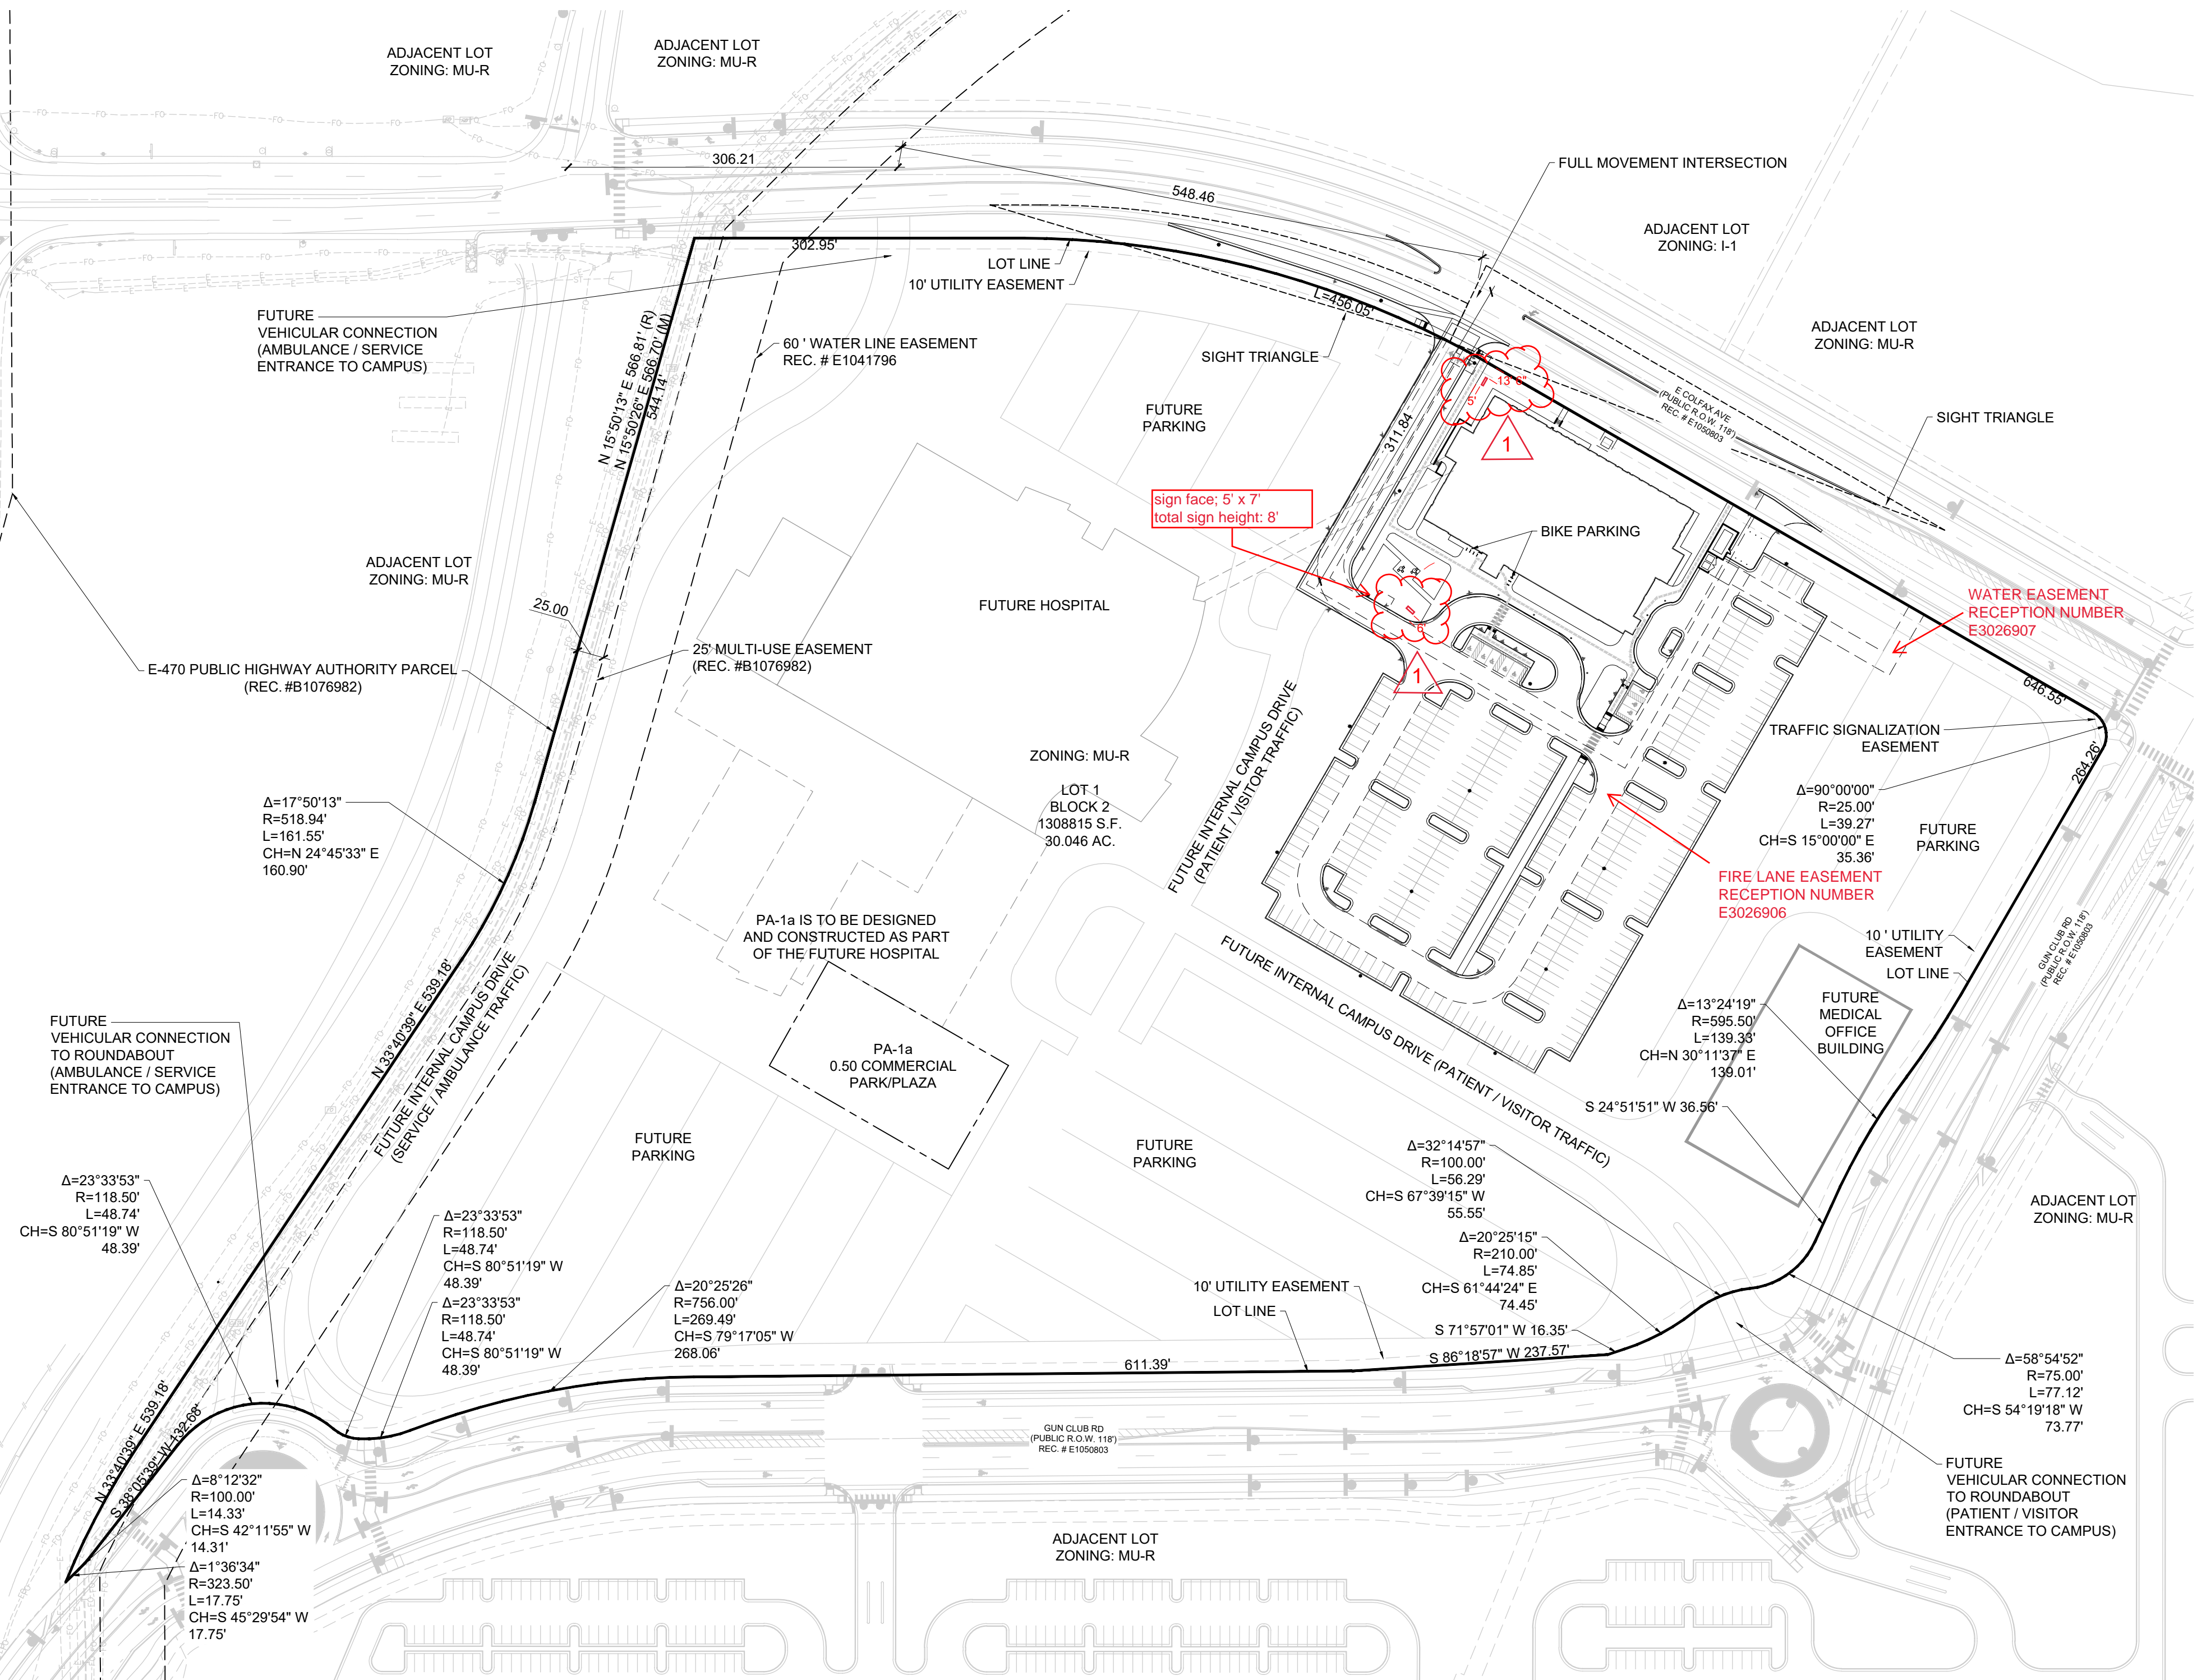 ADJACENT LOT
ZONING: MU-R
ADJACENT LOT
ZONING: MU-R
306.21
548.46
FULL MOVEMENT INTERSECTION
ADJACENT LOT
ZONING: I-1
302.95'
LOT LINE
10' UTILITY EASEMENT
L=456.05'
FUTURE
VEHICULAR CONNECTION
(AMBULANCE / SERVICE
ENTRANCE TO CAMPUS)
N 15°50'13" E 566.81' (R)
N 15°50'26" E 566.70' (M)
544.14'
60 ' WATER LINE EASEMENT
REC. # E1041796
SIGHT TRIANGLE
ADJACENT LOT
ZONING: MU-R
E COLFAX AVE
(PUBLIC R.O.W. 118')
REC. # E1050803
SIGHT TRIANGLE
FUTURE
PARKING
311.84
13' 6"
5'
1
sign face; 5' x 7'
total sign height: 8'
BIKE PARKING
ADJACENT LOT
ZONING: MU-R
25.00
FUTURE HOSPITAL
6'
1
WATER EASEMENT
RECEPTION NUMBER
E3026907
E-470 PUBLIC HIGHWAY AUTHORITY PARCEL
(REC. #B1076982)
25' MULTI-USE EASEMENT
(REC. #B1076982)
646.55'
264.26'
TRAFFIC SIGNALIZATION
EASEMENT
ZONING: MU-R
LOT 1
BLOCK 2
1308815 S.F.
30.046 AC.
FUTURE INTERNAL CAMPUS DRIVE
(PATIENT / VISITOR TRAFFIC)
Δ=90°00'00"
R=25.00'
L=39.27'
CH=S 15°00'00" E
35.36'
FUTURE
PARKING
Δ=17°50'13"
R=518.94'
L=161.55'
CH=N 24°45'33" E
160.90'
FIRE LANE EASEMENT
RECEPTION NUMBER
E3026906
PA-1a IS TO BE DESIGNED
AND CONSTRUCTED AS PART
OF THE FUTURE HOSPITAL
10 ' UTILITY
EASEMENT
LOT LINE
GUN CLUB RD
(PUBLIC R.O.W. 118')
REC. # E1050803
FUTURE INTERNAL CAMPUS DRIVE (PATIENT / VISITOR TRAFFIC)
N 33°40'39" E 539.18'
FUTURE INTERNAL CAMPUS DRIVE
(SERVICE / AMBULANCE TRAFFIC)
FUTURE
VEHICULAR CONNECTION
TO ROUNDABOUT
(AMBULANCE / SERVICE
ENTRANCE TO CAMPUS)
PA-1a
0.50 COMMERCIAL
PARK/PLAZA
Δ=13°24'19"
R=595.50'
L=139.33'
CH=N 30°11'37" E
139.01'
FUTURE
MEDICAL
OFFICE
BUILDING
S 24°51'51" W 36.56'
FUTURE
PARKING
FUTURE
PARKING
Δ=32°14'57"
R=100.00'
L=56.29'
CH=S 67°39'15" W
55.55'
Δ=23°33'53"
R=118.50'
L=48.74'
CH=S 80°51'19" W
48.39'
ADJACENT LOT
ZONING: MU-R
Δ=23°33'53"
R=118.50'
L=48.74'
CH=S 80°51'19" W
48.39'
Δ=23°33'53"
R=118.50'
L=48.74'
CH=S 80°51'19" W
48.39'
Δ=20°25'26"
R=756.00'
L=269.49'
CH=S 79°17'05" W
268.06'
Δ=20°25'15"
R=210.00'
L=74.85'
CH=S 61°44'24" E
74.45'
10' UTILITY EASEMENT
LOT LINE
S 71°57'01" W 16.35'
S 86°18'57" W 237.57'
611.39'
Δ=58°54'52"
R=75.00'
L=77.12'
CH=S 54°19'18" W
73.77'
N 33°40'39" E 539.18'
S 38°05'39" W 132.68'
GUN CLUB RD
(PUBLIC R.O.W. 118')
REC. # E1050803
FUTURE
VEHICULAR CONNECTION
TO ROUNDABOUT
(PATIENT / VISITOR
ENTRANCE TO CAMPUS)
Δ=8°12'32"
R=100.00'
L=14.33'
CH=S 42°11'55" W
14.31'
Δ=1°36'34"
R=323.50'
L=17.75'
CH=S 45°29'54" W
17.75'
ADJACENT LOT
ZONING: MU-R